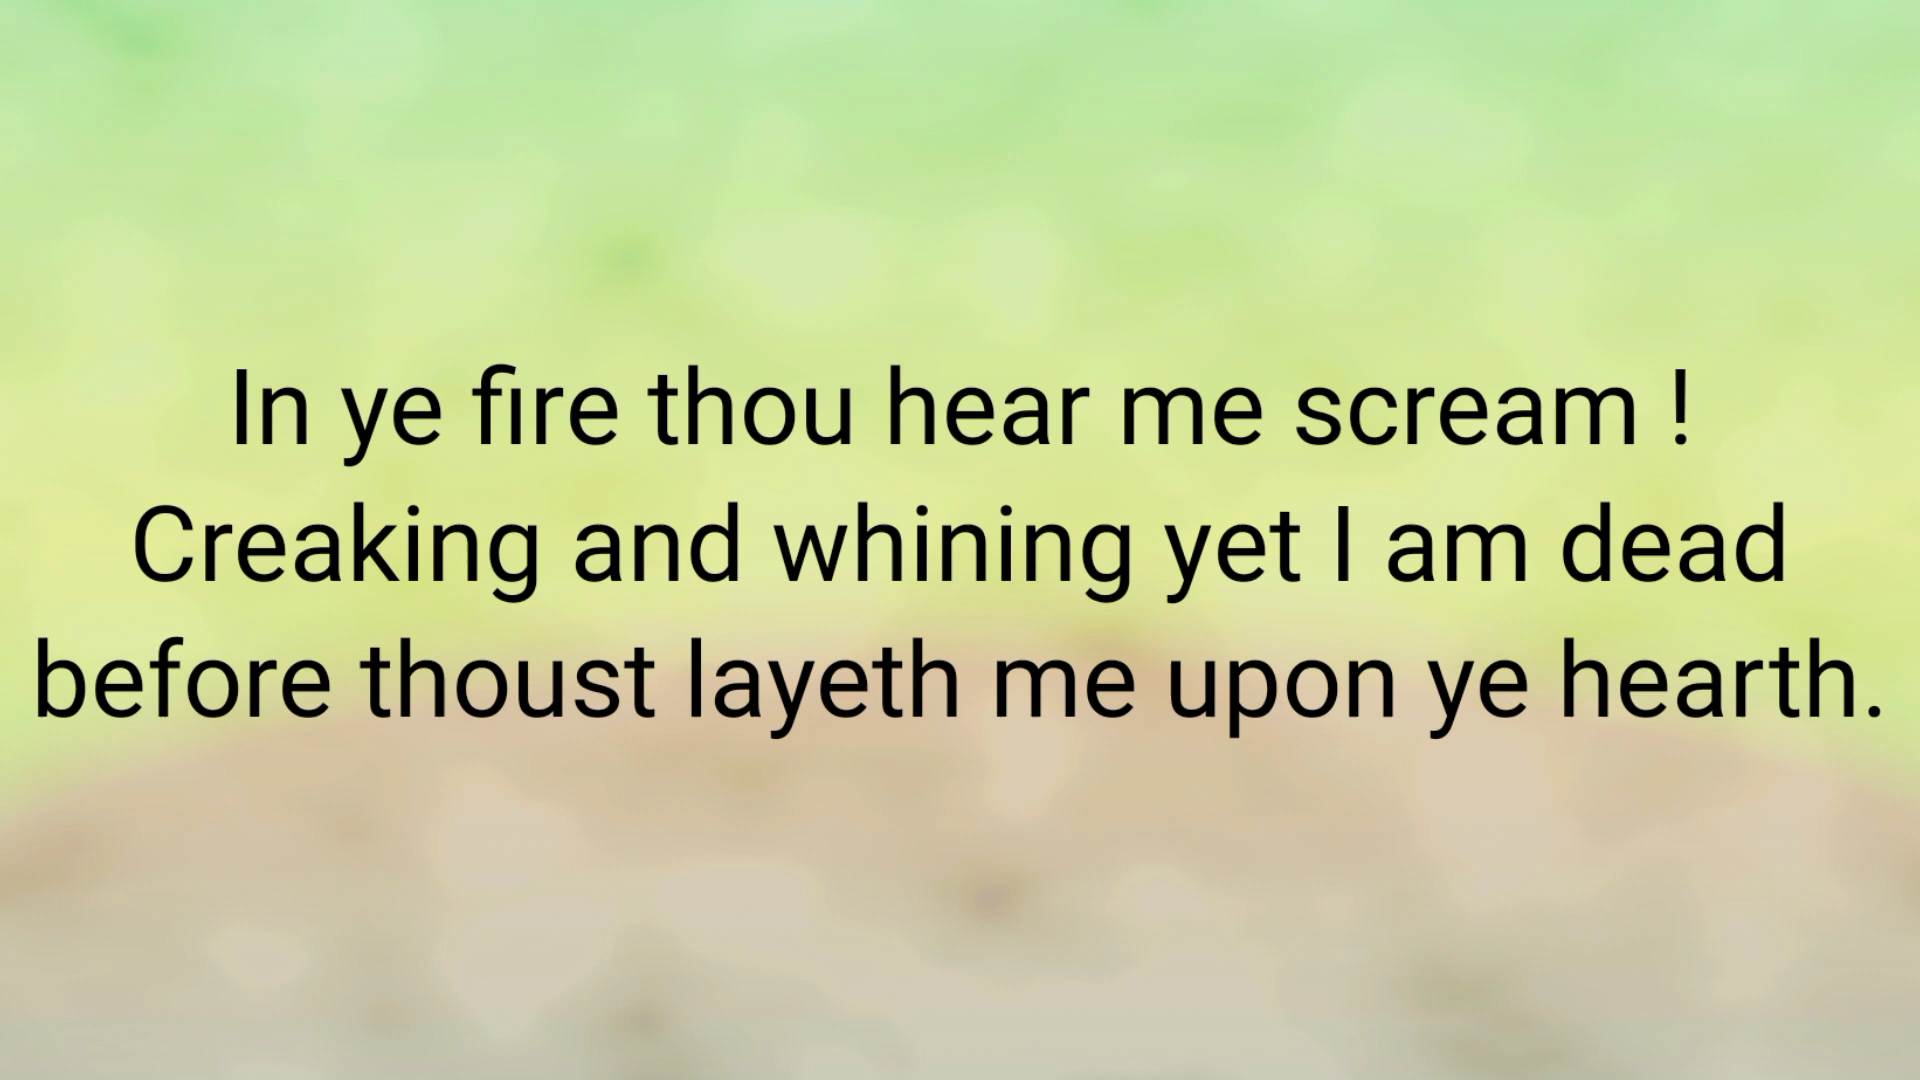 In ye fire thou hear me scream !
Creaking and whining yet I am dead
before thoust layeth me upon ye hearth.